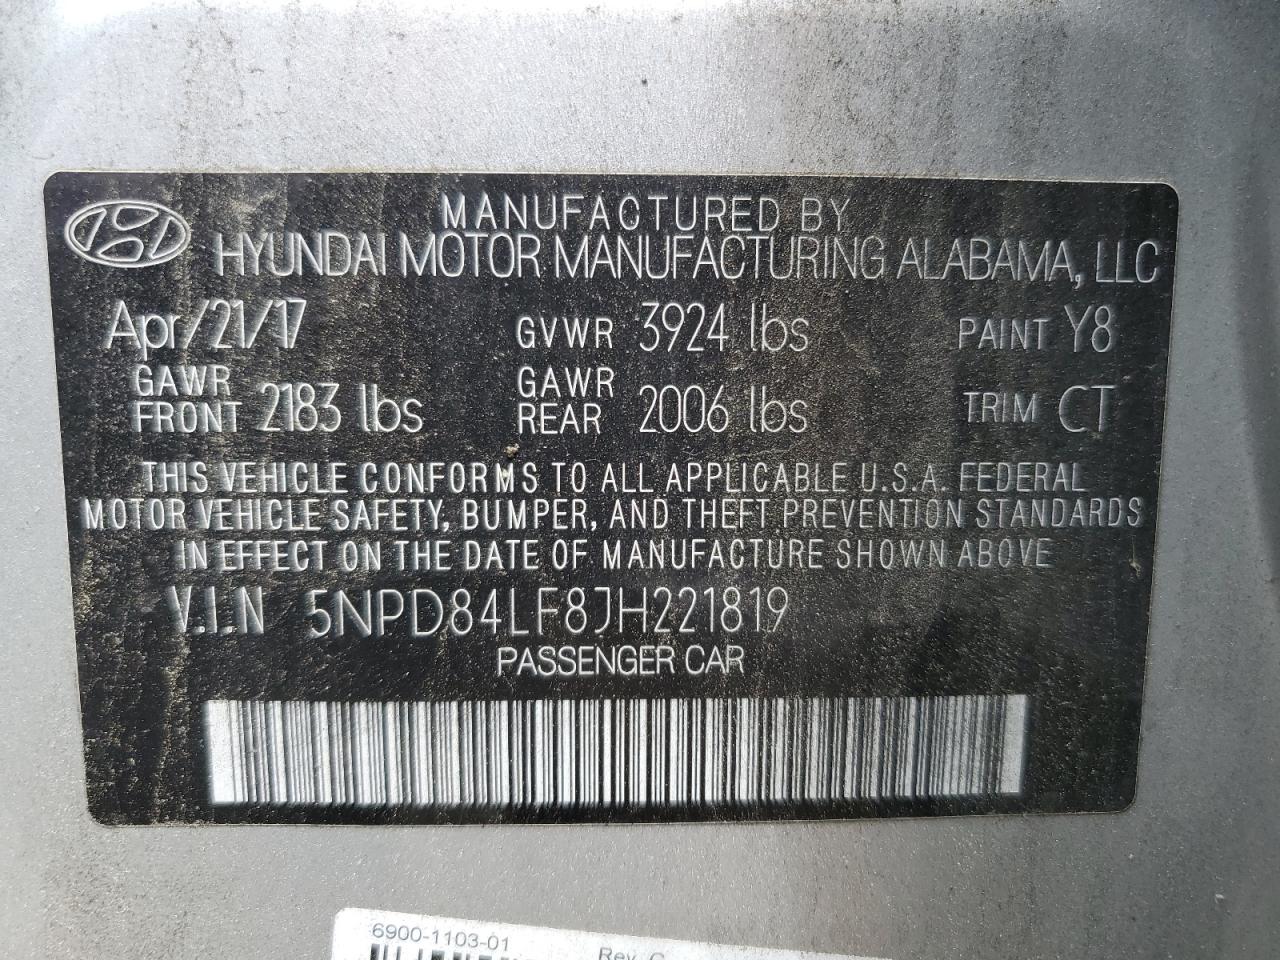 MANUFACTURED BY
HYUNDAI MOTOR MANUFACTURING ALABAMA, LLC
Apr/21/17 GVWR 3924 lbs PAINT Y8
GAWR FRONT 2183 lbs GAWR REAR 2006 lbs TRIM CT
THIS VEHICLE CONFORMS TO ALL APPLICABLE U.S.A. FEDERAL
MOTOR VEHICLE SAFETY, BUMPER, AND THEFT PREVENTION STANDARDS
IN EFFECT ON THE DATE OF MANUFACTURE SHOWN ABOVE
V.I.N 5NPD84LF8JH221819
PASSENGER CAR
6900-1103-01
Rev